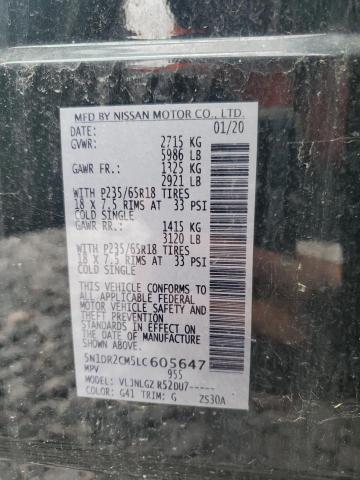 MFD BY NISSAN MOTOR CO., LTD.
DATE: 01/20
GVWR: 2715 KG
5986 LB
GAWR FR.: 1325 KG
2921 LB
WITH P235/65R18 TIRES
18 x 7.5 RIMS AT 33 PSI
COLD SINGLE
GAWR RR.: 1415 KG
3120 LB
WITH P235/65R18 TIRES
18 x 7.5 RIMS AT 33 PSI
COLD SINGLE
THIS VEHICLE CONFORMS TO
ALL APPLICABLE FEDERAL
MOTOR VEHICLE SAFETY AND
THEFT PREVENTION
STANDARDS IN EFFECT ON THE
DATE OF MANUFACTURE
SHOWN ABOVE.
5N1DR2CM5LC605647
MPV 955
MODEL: VLJNLGZ R520U7-----
COLOR: G41 TRIM: G ZS30A